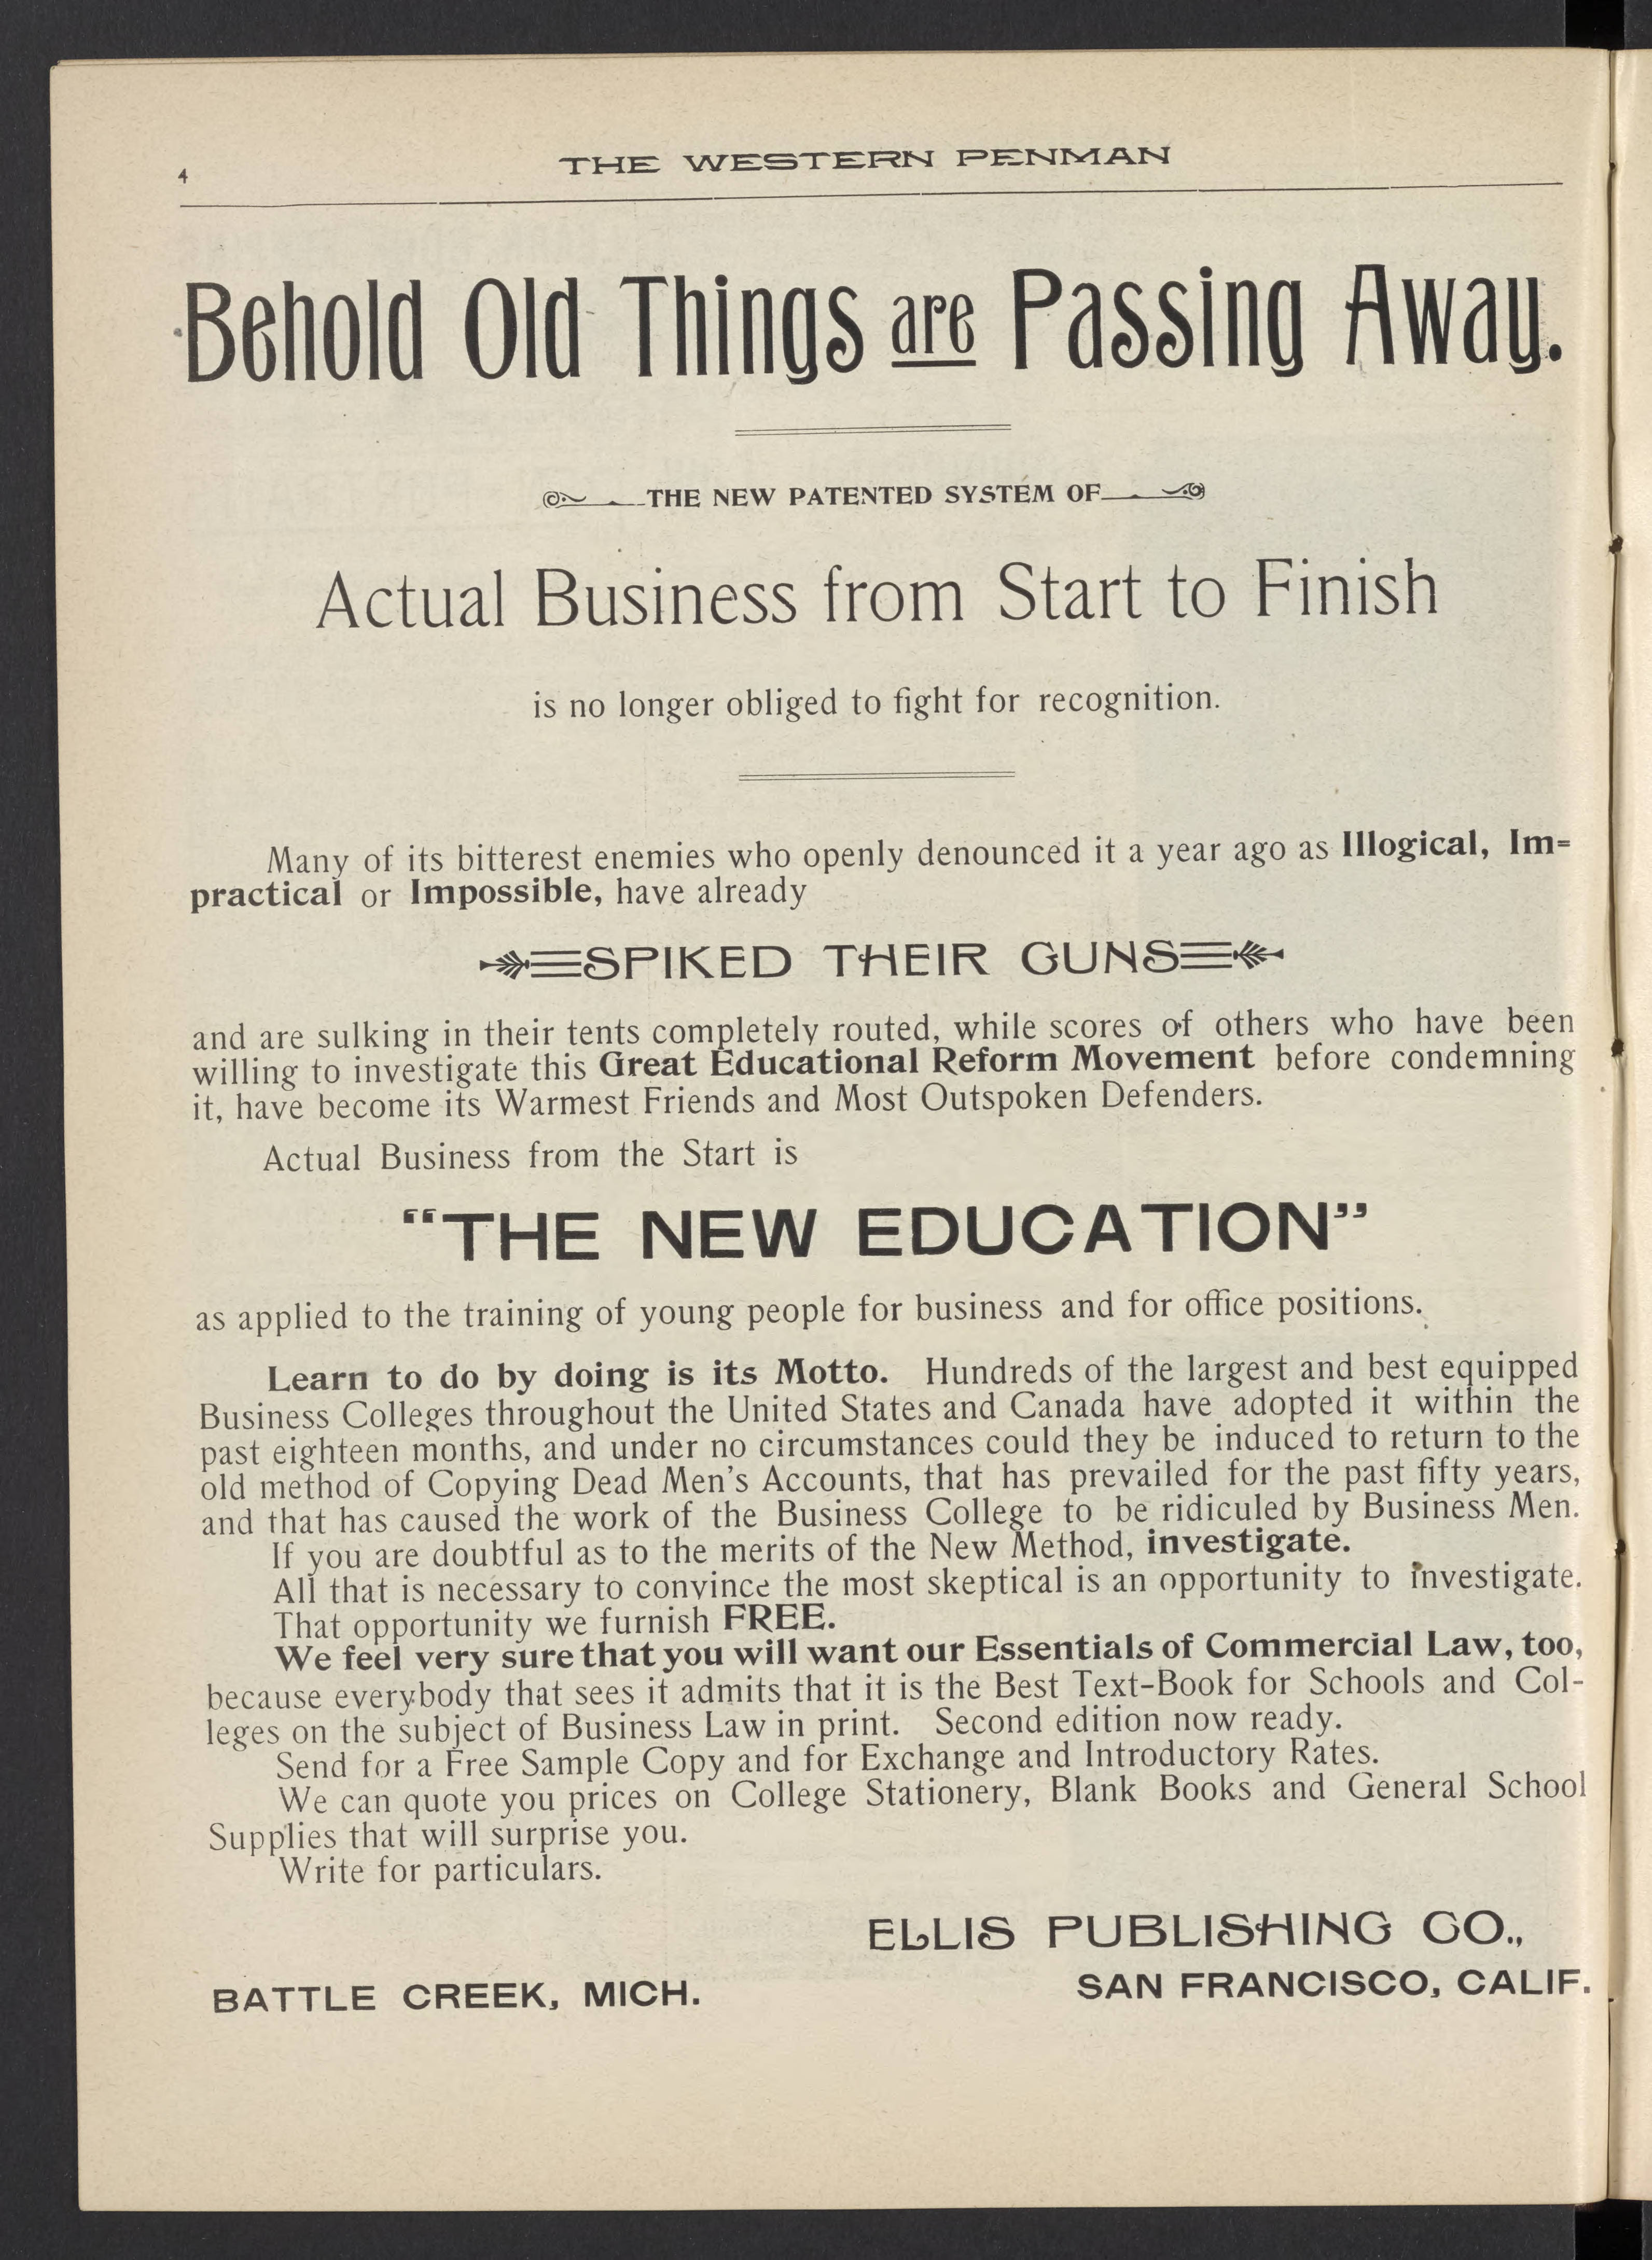 4
THE WESTERN PENMAN
Behold Old Things are Passing Away.
THE NEW PATENTED SYSTEM OF
Actual Business from Start to Finish
is no longer obliged to fight for recognition.
Many of its bitterest enemies who openly denounced it a year ago as Illogical, Im=
practical or Impossible, have already
SPIKED THEIR GUNS
and are sulking in their tents completely routed, while scores of others who have been
willing to investigate this Great Educational Reform Movement before condemning
it, have become its Warmest Friends and Most Outspoken Defenders.
Actual Business from the Start is
“THE NEW EDUCATION”
as applied to the training of young people for business and for office positions.
Learn to do by doing is its Motto. Hundreds of the largest and best equipped
Business Colleges throughout the United States and Canada have adopted it within the
past eighteen months, and under no circumstances could they be induced to return to the
old method of Copying Dead Men's Accounts, that has prevailed for the past fifty years,
and that has caused the work of the Business College to be ridiculed by Business Men.
If you are doubtful as to the merits of the New Method, investigate.
All that is necessary to convince the most skeptical is an opportunity to investigate.
That opportunity we furnish FREE.
We feel very sure that you will want our Essentials of Commercial Law, too,
because everybody that sees it admits that it is the Best Text-Book for Schools and Col-
leges on the subject of Business Law in print. Second edition now ready.
Send for a Free Sample Copy and for Exchange and Introductory Rates.
We can quote you prices on College Stationery, Blank Books and General School
Supplies that will surprise you.
Write for particulars.
ELLIS PUBLISHING CO.,
BATTLE CREEK, MICH. SAN FRANCISCO, CALIF.